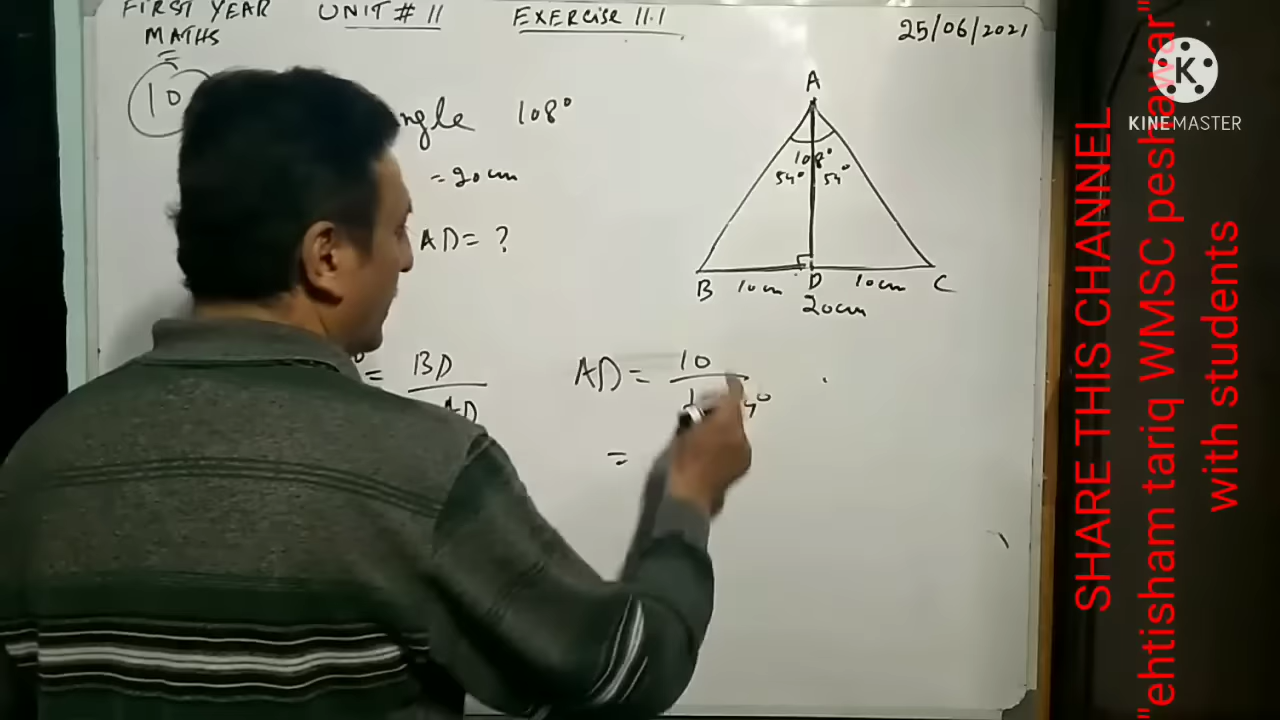 FIRST YEAR UNIT # 11 EXERCISE 11.1 25/06/2021
MATHS
10
108°
=20cm
AD= ?
A
108°
54° 54°
B 10cm D 10cm C
20cm
= BD
AD
AD= 10
=
K
KINEMASTER
SHARE THIS CHANNEL
"ehtisham tariq WMSC peshawar"
with students